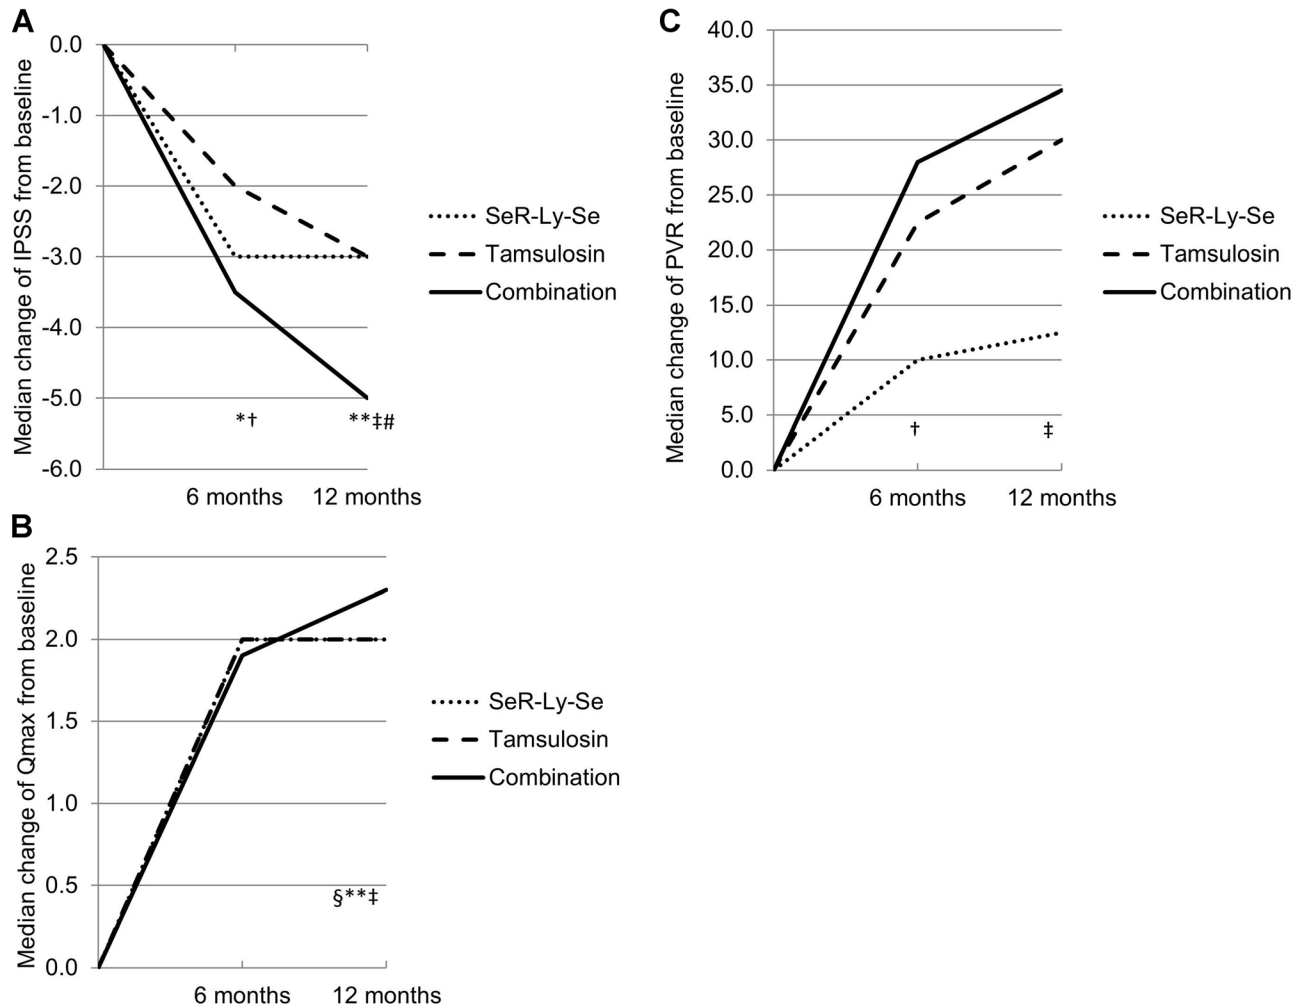 A
Median change of IPSS from baseline
0.0
-1.0
-2.0
-3.0
-4.0
-5.0
-6.0
*†
**‡#
6 months
12 months
SeR-Ly-Se
Tamsulosin
Combination
B
Median change of Qmax from baseline
2.5
2.0
1.5
1.0
0.5
0.0
§**‡
6 months
12 months
SeR-Ly-Se
Tamsulosin
Combination
C
Median change of PVR from baseline
40.0
35.0
30.0
25.0
20.0
15.0
10.0
5.0
0.0
†
‡
6 months
12 months
SeR-Ly-Se
Tamsulosin
Combination